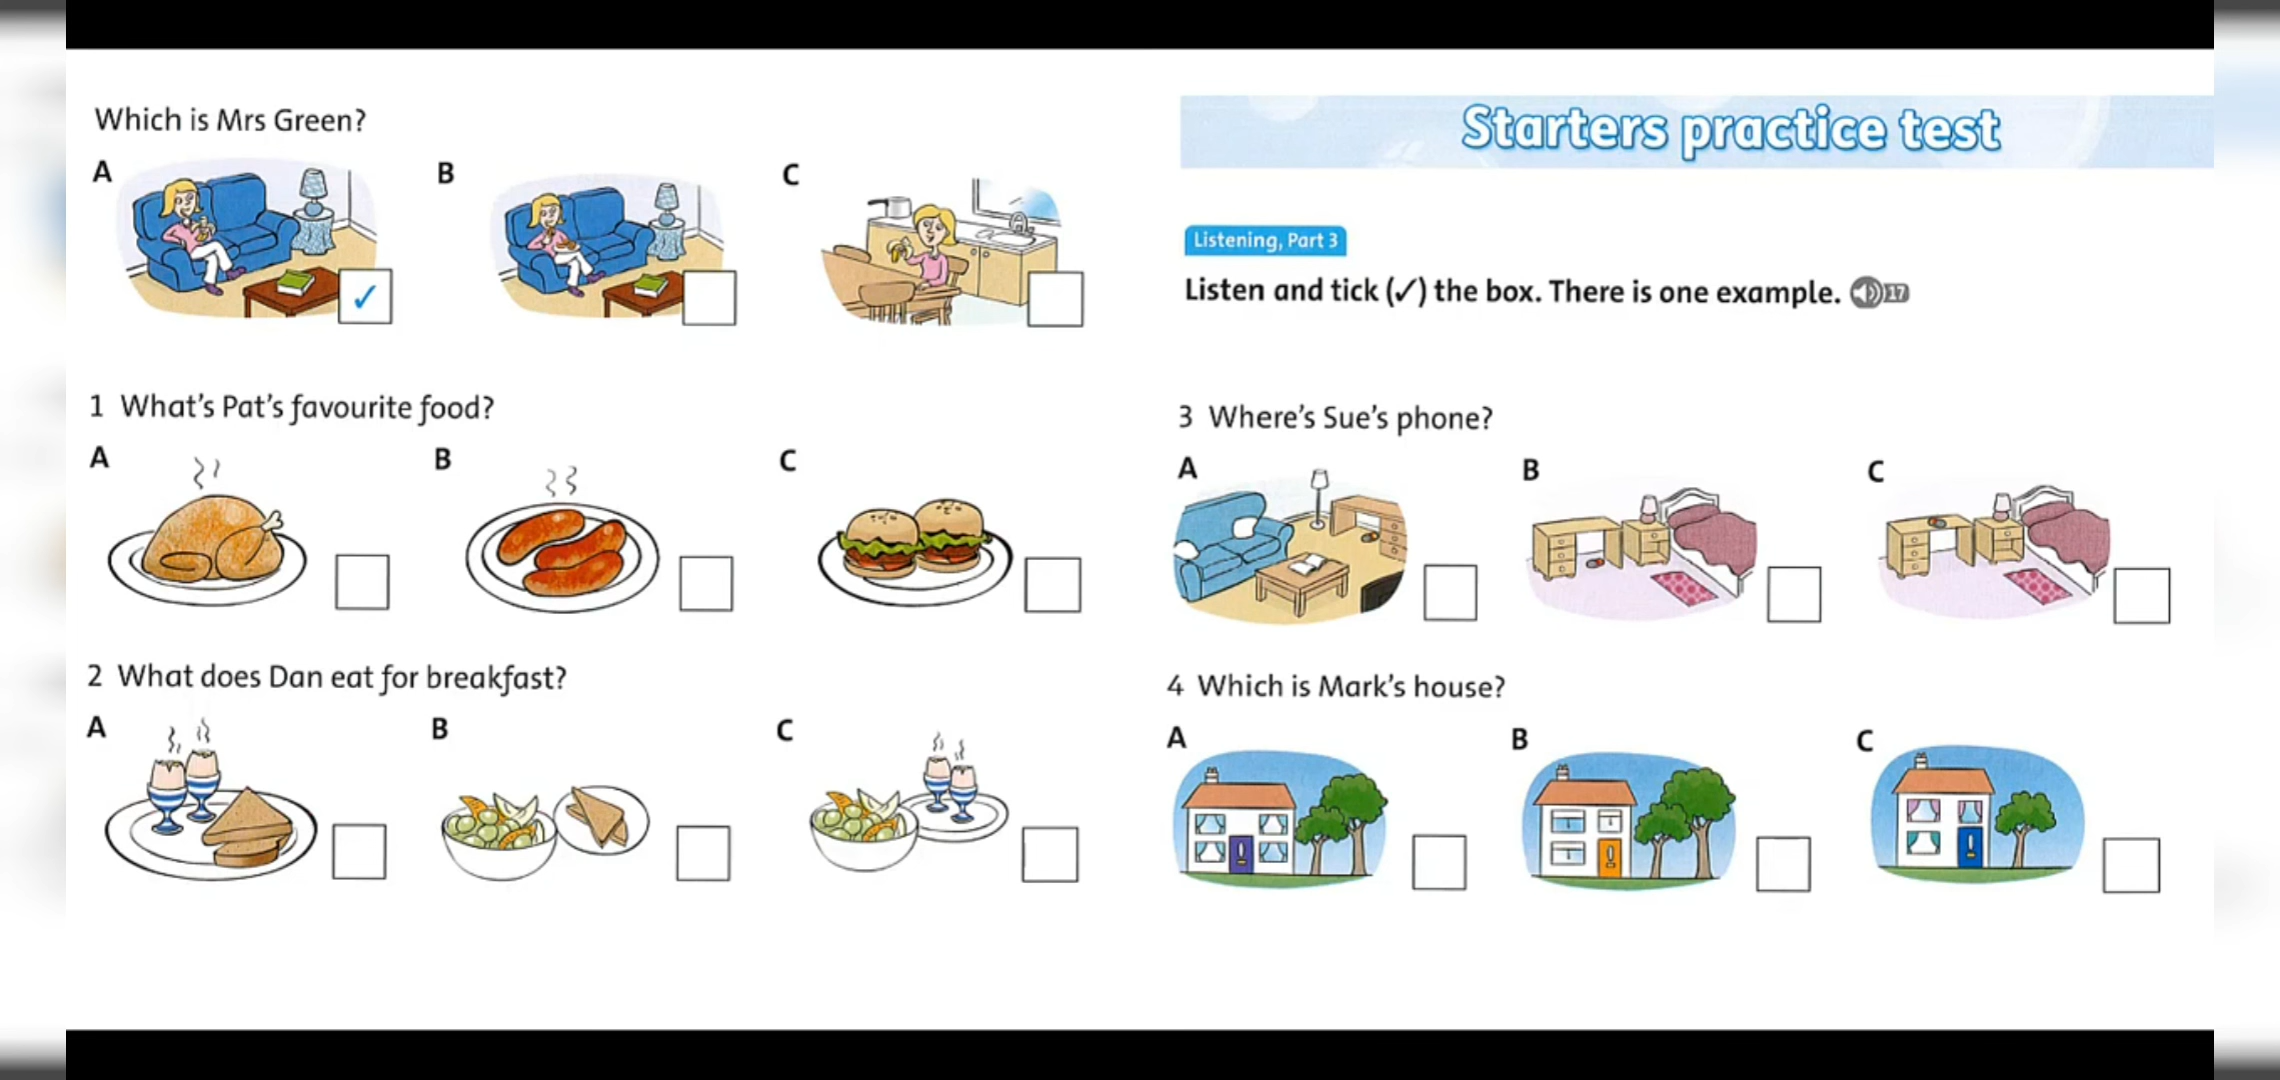 Starters practice test
Listening, Part 3
Listen and tick (✓) the box. There is one example. 17
Which is Mrs Green?
A B C
✓
1 What's Pat's favourite food?
A B C
2 What does Dan eat for breakfast?
A B C
3 Where's Sue's phone?
A B C
4 Which is Mark's house?
A B C